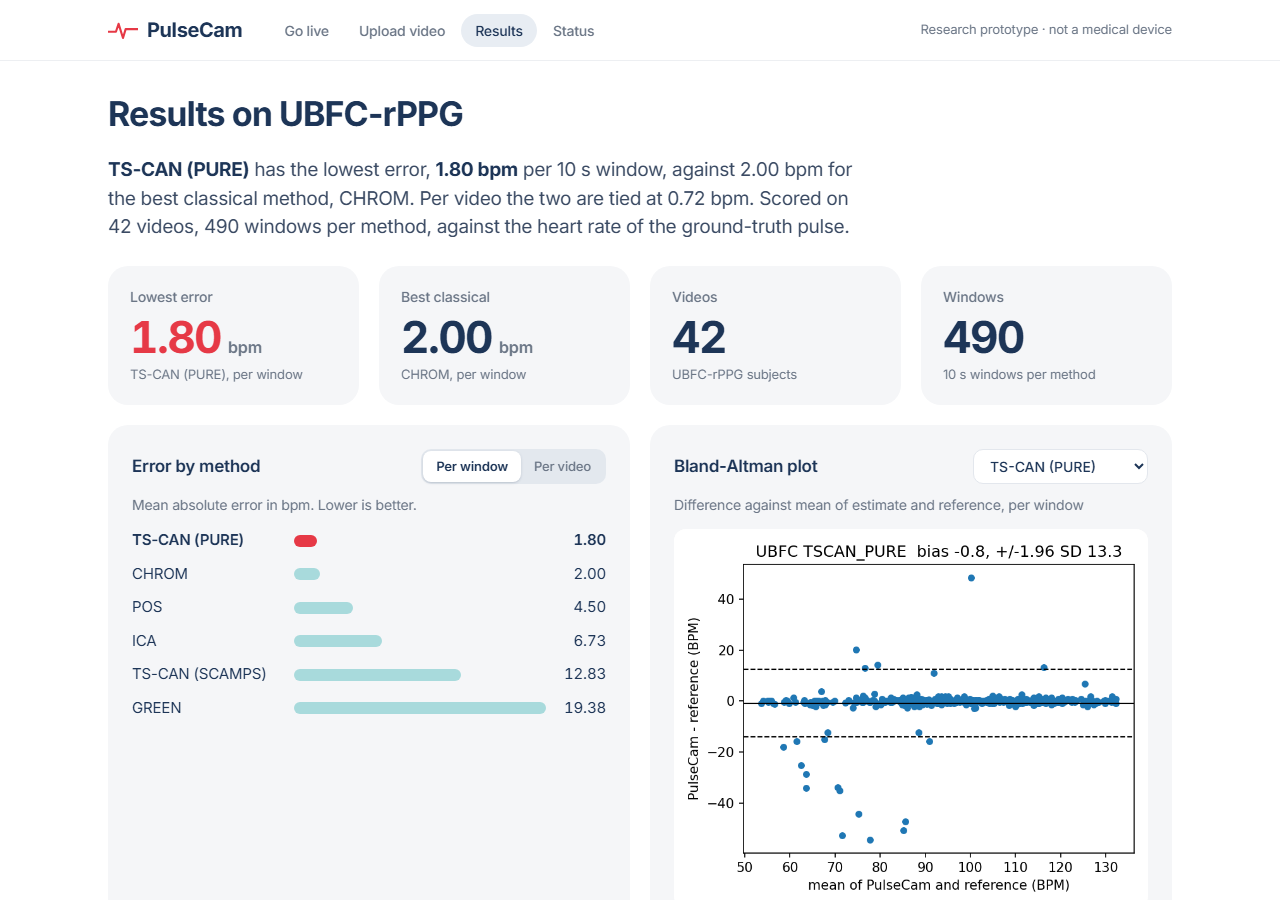 PulseCam
Go live
Upload video
Results
Status
Research prototype · not a medical device
Results on UBFC-rPPG
TS-CAN (PURE) has the lowest error, 1.80 bpm per 10 s window, against 2.00 bpm for
the best classical method, CHROM. Per video the two are tied at 0.72 bpm. Scored on
42 videos, 490 windows per method, against the heart rate of the ground-truth pulse.
Lowest error
1.80 bpm
TS-CAN (PURE), per window
Best classical
2.00 bpm
CHROM, per window
Videos
42
UBFC-rPPG subjects
Windows
490
10 s windows per method
Error by method
Per window
Per video
Mean absolute error in bpm. Lower is better.
TS-CAN (PURE) 1.80
CHROM 2.00
POS 4.50
ICA 6.73
TS-CAN (SCAMPS) 12.83
GREEN 19.38
Bland-Altman plot
TS-CAN (PURE)
Difference against mean of estimate and reference, per window
UBFC TSCAN_PURE  bias -0.8, +/-1.96 SD 13.3
PulseCam - reference (BPM)
40
20
0
−20
−40
50 60 70 80 90 100 110 120 130
mean of PulseCam and reference (BPM)